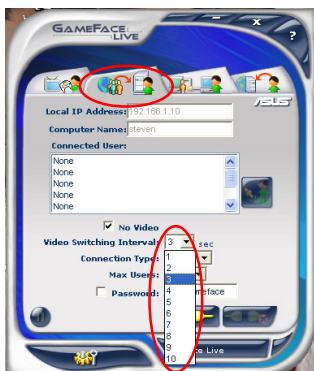 GAMEFACE
LIVE
x
?
ASUS
Local IP Address: 192.168.1.10
Computer Name: steven
Connected User:
None
None
None
None
None
No Video
Video Switching Interval: 3 sec
Connection Type:
Max Users:
Password:
1
2
3
4
5
6
7
8
9
10
Live